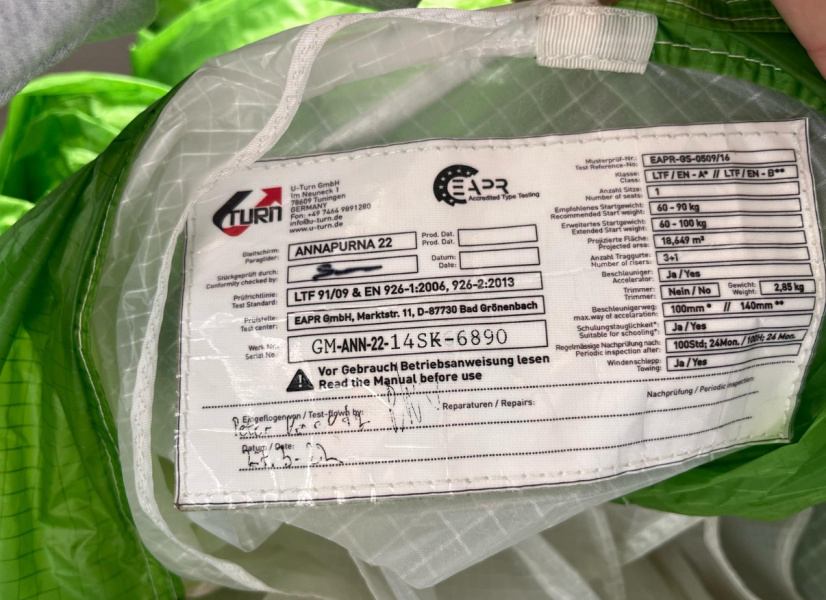 U-Turn GmbH
Im Neuneck 1
78609 Tuningen
GERMANY
Fon: +49 7464 9891280
info@u-turn.de
www.u-turn.de
TURN
EAPR
Accredited Type Testing
Gleitschirm: ANNAPURNA 22
Paraglider:
Prod. Dat.
Prod. Dat.
Stückgeprüft durch:
Conformity checked by:
Datum:
Date:
Prüfrichtlinie: LTF 91/09 & EN 926-1:2006, 926-2:2013
Test Standard:
Prüfstelle: EAPR GmbH, Marktstr. 11, D-87730 Bad Grönenbach
Test center:
Werk Nr. GM-ANN-22-14SK-6890
Serial No.
Vor Gebrauch Betriebsanweisung lesen
Read the Manual before use
Musterprüf-Nr.: EAPR-GS-0509/16
Test Reference-No.:
Klasse: LTF / EN - A* // LTF / EN - B**
Class:
Anzahl Sitze: 1
Number of seats:
Empfohlenes Startgewicht: 60 - 90 kg
Recommended Start weight:
Erweitertes Startgewicht: 60 - 100 kg
Extended Start weight:
Projizierte Fläche: 18,649 m²
Projected area:
Anzahl Traggurte: 3+1
Number of risers:
Beschleuniger: Ja / Yes
Accelerator:
Trimmer: Nein / No Gewicht: 2,85 kg
Trimmer: Weight:
Beschleunigerweg: 100mm * // 140mm **
max.way of accelaration:
Schulungstauglichkeit*: Ja / Yes
Suitable for schooling*:
Regelmässige Nachprüfung nach: 100Std; 24Mon. / 100H; 24 Mon.
Periodic inspection after:
Windenschlepp: Ja / Yes
Towing:
Eingeflogen von / Test-flown by:
Reparaturen / Repairs:
Nachprüfung / Periodic inspection:
Datum / Date: